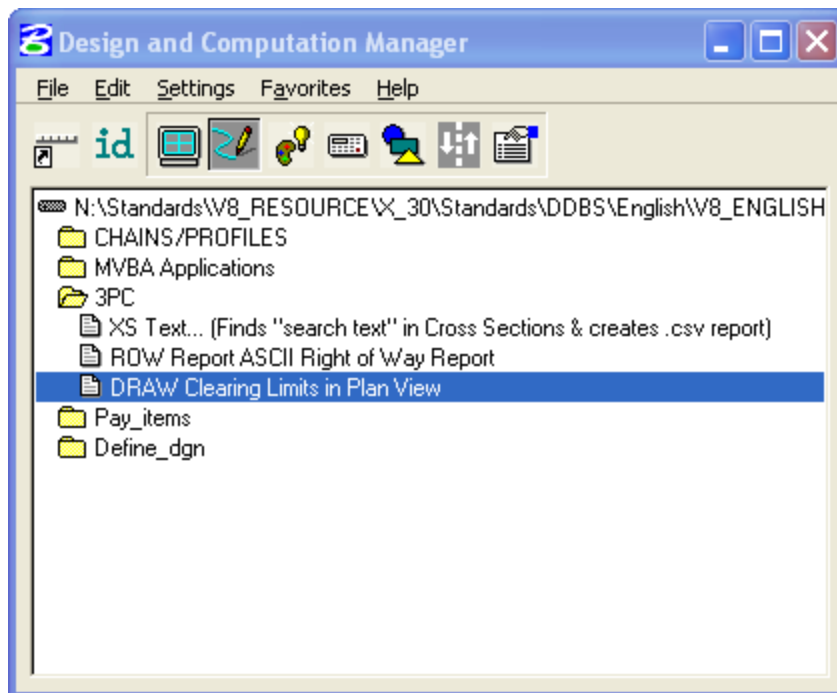 Design and Computation Manager
File Edit Settings Favorites Help
id
N:\Standards\V8_RESOURCE\X_30\Standards\DDBS\English\V8_ENGLISH
CHAINS/PROFILES
MVBA Applications
3PC
XS Text... (Finds "search text" in Cross Sections & creates .csv report)
ROW Report ASCII Right of Way Report
DRAW Clearing Limits in Plan View
Pay_items
Define_dgn